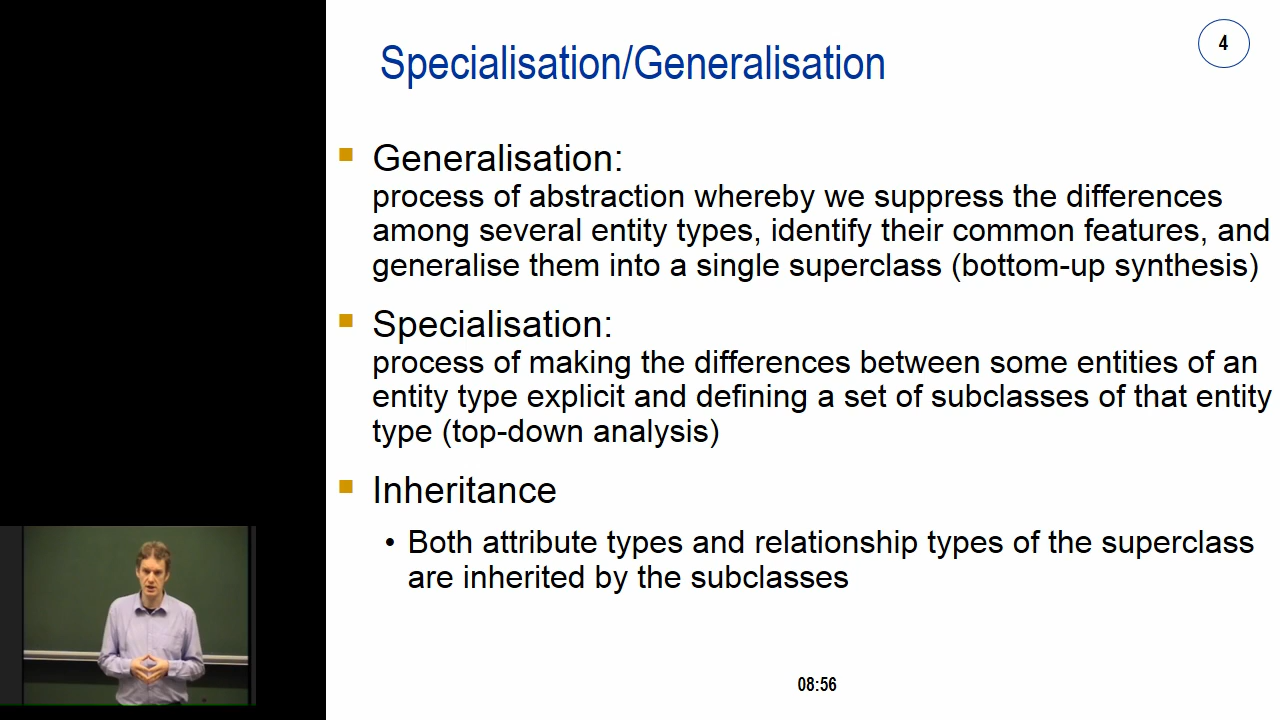 Specialisation/Generalisation
4
■ Generalisation:
process of abstraction whereby we suppress the differences
among several entity types, identify their common features, and
generalise them into a single superclass (bottom-up synthesis)
■ Specialisation:
process of making the differences between some entities of an
entity type explicit and defining a set of subclasses of that entity
type (top-down analysis)
■ Inheritance
• Both attribute types and relationship types of the superclass
are inherited by the subclasses
08:56